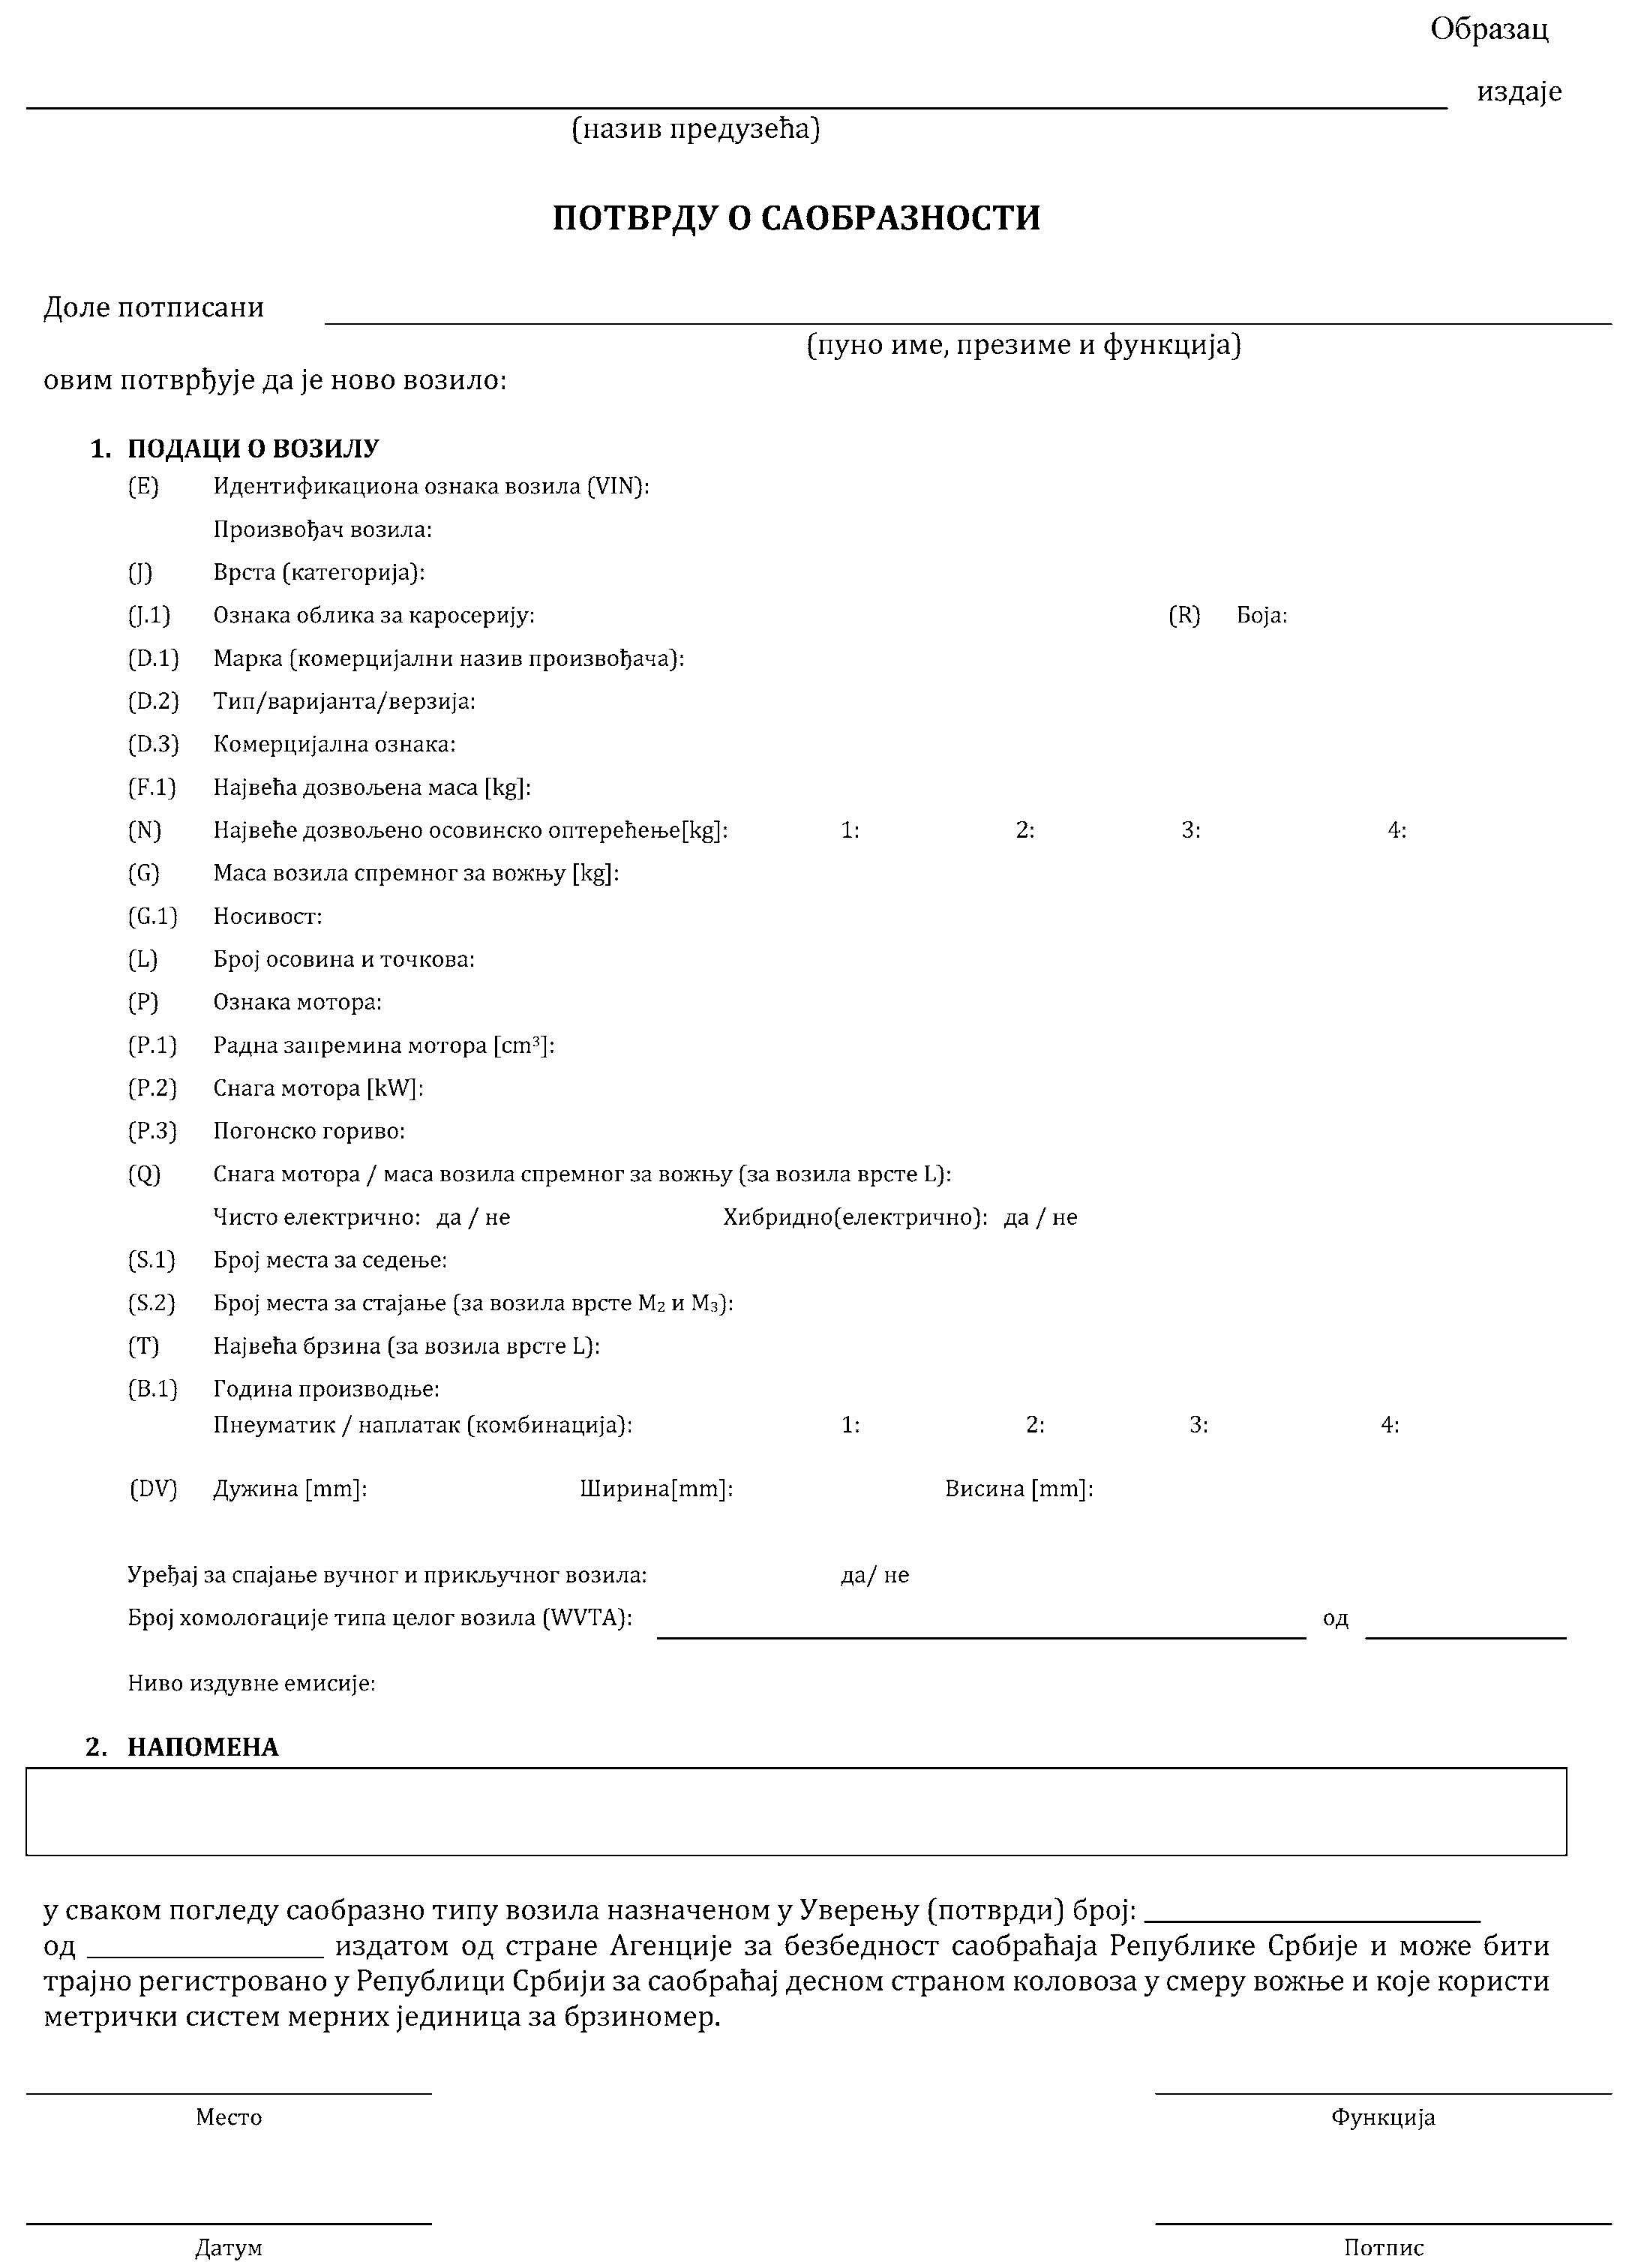 Образац
издаје
(назив предузећа)
ПОТВРДУ О САОБРАЗНОСТИ
Доле потписани
(пуно име, презиме и функција)
овим потврђује да је ново возило:
1. ПОДАЦИ О ВОЗИЛУ
(E) Идентификациона ознака возила (VIN):
Произвођач возила:
(J) Врста (категорија):
(J.1) Ознака облика за каросерију: (R) Боја:
(D.1) Марка (комерцијални назив произвођача):
(D.2) Тип/варијанта/верзија:
(D.3) Комерцијална ознака:
(F.1) Највећа дозвољена маса [kg]:
(N) Највеће дозвољено осовинско оптерећење[kg]: 1: 2: 3: 4:
(G) Маса возила спремног за вожњу [kg]:
(G.1) Носивост:
(L) Број осовина и точкова:
(P) Ознака мотора:
(P.1) Радна запремина мотора [cm³]:
(P.2) Снага мотора [kW]:
(P.3) Погонско гориво:
(Q) Снага мотора / маса возила спремног за вожњу (за возила врсте L):
Чисто електрично: да / не Хибридно(електрично): да / не
(S.1) Број места за седење:
(S.2) Број места за стајање (за возила врсте M₂ и M₃):
(T) Највећа брзина (за возила врсте L):
(B.1) Година производње:
Пнеуматик / наплатак (комбинација): 1: 2: 3: 4:
(DV) Дужина [mm]: Ширина[mm]: Висина [mm]:
Уређај за спајање вучног и прикључног возила: да/ не
Број хомологације типа целог возила (WVTA): од
Ниво издувне емисије:
2. НАПОМЕНА
у сваком погледу саобразно типу возила назначеном у Уверењу (потврди) број:
од издатом од стране Агенције за безбедност саобраћаја Републике Србије и може бити
трајно регистровано у Републици Србији за саобраћај десном страном коловоза у смеру вожње и које користи
метрички систем мерних јединица за брзиномер.
Место Функција
Датум Потпис